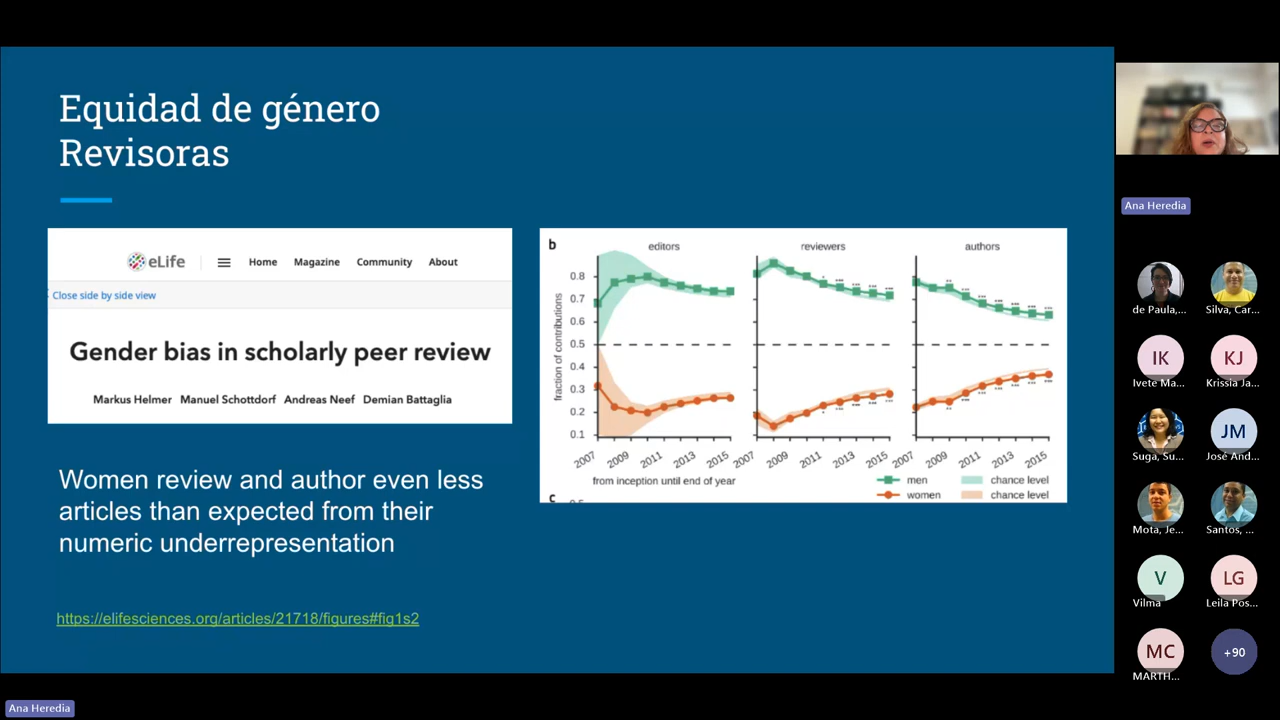 Equidad de género
Revisoras
eLife
Home Magazine Community About
Close side by side view
Gender bias in scholarly peer review
Markus Helmer Manuel Schottdorf Andreas Neef Demian Battaglia
Women review and author even less
articles than expected from their
numeric underrepresentation
https://elifesciences.org/articles/21718/figures#fig1s2
b
editors reviewers authors
fraction of contributions
0.8
0.7
0.6
0.5
0.4
0.3
0.2
0.1
2007 2009 2011 2013 2015 2007 2009 2011 2013 2015 2007 2009 2011 2013 2015
from inception until end of year
men chance level
women chance level
c
Ana Heredia
de Paula,... Silva, Car...
IK KJ
Ivete Ma... Krissia Ja...
JM
Suga, Su... José And...
Mota, Je... Santos, ...
V LG
Vilma Leila Pos...
MC +90
MARTH...
Ana Heredia